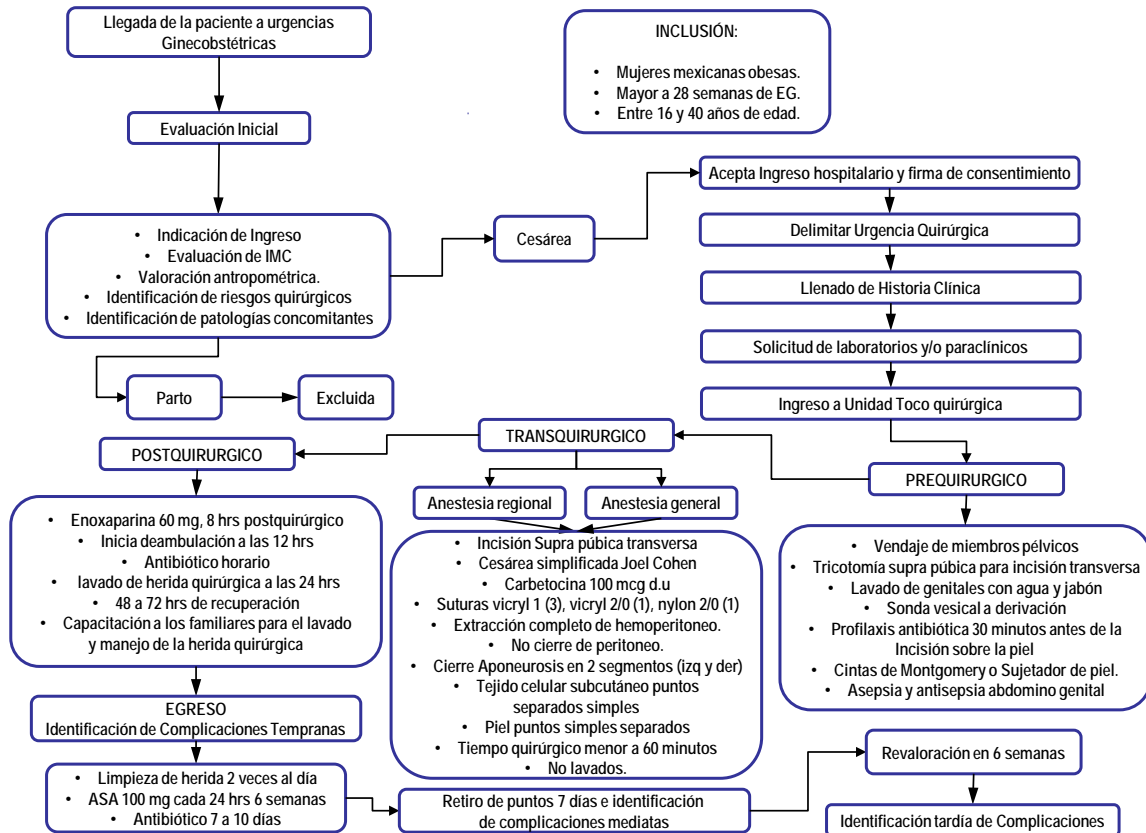 Llegada de la paciente a urgencias
Ginecobstétricas
INCLUSIÓN:
• Mujeres mexicanas obesas.
• Mayor a 28 semanas de EG.
• Entre 16 y 40 años de edad.
Evaluación Inicial
• Indicación de Ingreso
• Evaluación de IMC
• Valoración antropométrica.
• Identificación de riesgos quirúrgicos
• Identificación de patologías concomitantes
Cesárea
Parto
Excluida
Acepta Ingreso hospitalario y firma de consentimiento
Delimitar Urgencia Quirúrgica
Llenado de Historia Clínica
Solicitud de laboratorios y/o paraclínicos
Ingreso a Unidad Toco quirúrgica
PREQUIRURGICO
• Vendaje de miembros pélvicos
• Tricotomía supra púbica para incisión transversa
• Lavado de genitales con agua y jabón
• Sonda vesical a derivación
• Profilaxis antibiótica 30 minutos antes de la
Incisión sobre la piel
• Cintas de Montgomery o Sujetador de piel.
• Asepsia y antisepsia abdomino genital
TRANSQUIRURGICO
Anestesia regional
Anestesia general
• Incisión Supra púbica transversa
• Cesárea simplificada Joel Cohen
• Carbetocina 100 mcg d.u
• Suturas vicryl 1 (3), vicryl 2/0 (1), nylon 2/0 (1)
• Extracción completo de hemoperitoneo.
• No cierre de peritoneo.
• Cierre Aponeurosis en 2 segmentos (izq y der)
• Tejido celular subcutáneo puntos
separados simples
• Piel puntos simples separados
• Tiempo quirúrgico menor a 60 minutos
• No lavados.
POSTQUIRURGICO
• Enoxaparina 60 mg, 8 hrs postquirúrgico
• Inicia deambulación a las 12 hrs
• Antibiótico horario
• lavado de herida quirúrgica a las 24 hrs
• 48 a 72 hrs de recuperación
• Capacitación a los familiares para el lavado
y manejo de la herida quirúrgica
EGRESO
Identificación de Complicaciones Tempranas
• Limpieza de herida 2 veces al día
• ASA 100 mg cada 24 hrs 6 semanas
• Antibiótico 7 a 10 días
Retiro de puntos 7 días e identificación
de complicaciones mediatas
Revaloración en 6 semanas
Identificación tardía de Complicaciones